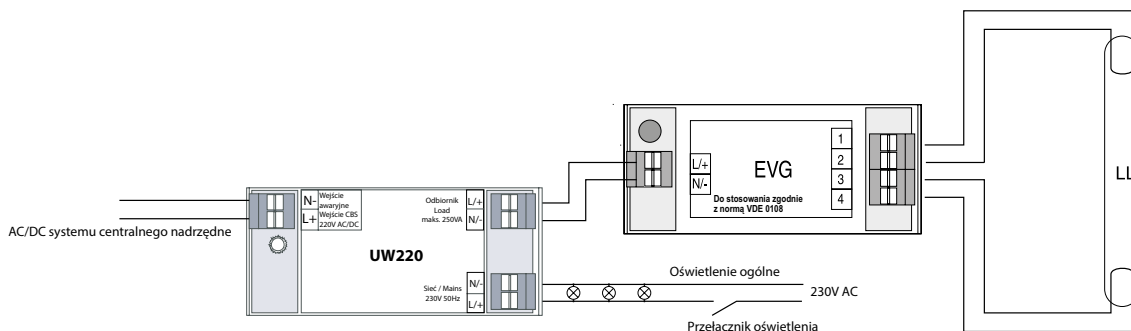 AC/DC systemu centralnego nadrzędne
N-
L+
Wejście
awaryjne
Wejście CBS
220V AC/DC
Odbiornik
Load
maks. 250VA
L/+
N/-
UW220
Sieć / Mains
230V 50Hz
N/-
L/+
L/+
N/-
EVG
Do stosowania zgodnie
z normą VDE 0108
1
2
3
4
Oświetlenie ogólne
230V AC
Przełącznik oświetlenia